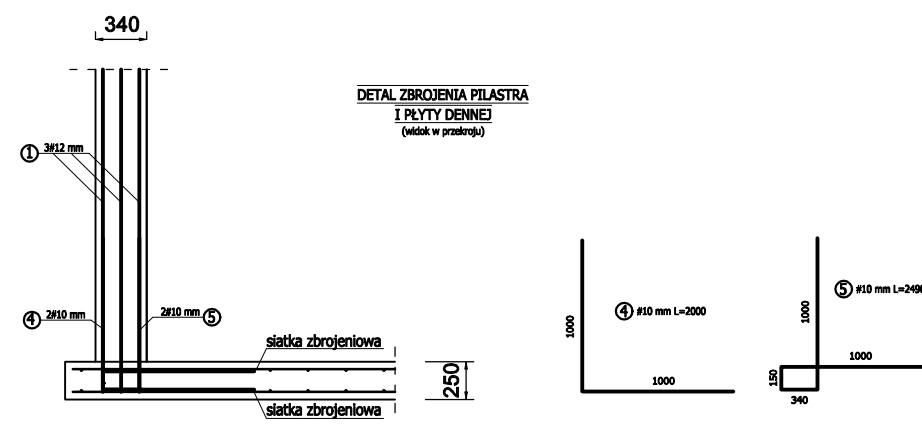 340
DETAL ZBROJENIA PILASTRA
I PŁYTY DENNEJ
(widok w przekroju)
1 3#12 mm
4 2#10 mm
2#10 mm 5
siatka zbrojeniowa
siatka zbrojeniowa
250
1000
4 #10 mm L=2000
1000
1000
5 #10 mm L=2490
1000
150
340